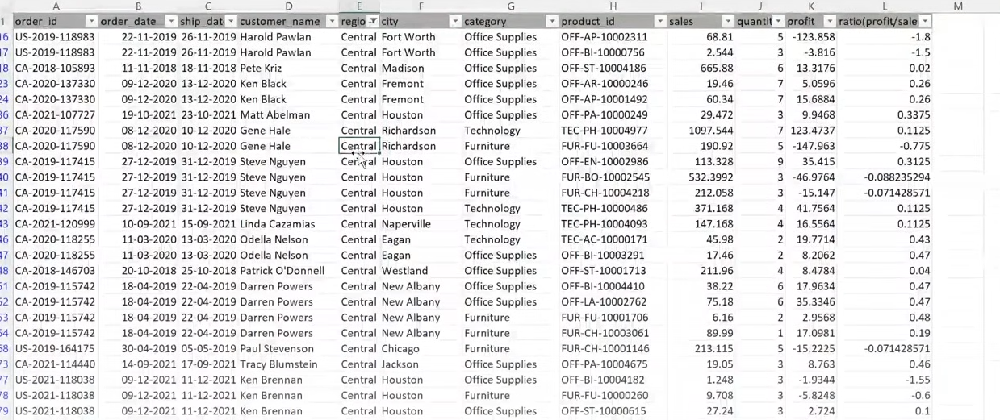 A B C D E F G H I J K L M
1 order_id order_date ship_date customer_name regio city category product_id sales quantit profit ratio(profit/sale
16 US-2019-118983 22-11-2019 26-11-2019 Harold Pawlan Central Fort Worth Office Supplies OFF-AP-10002311 68.81 5 -123.858 -1.8
17 US-2019-118983 22-11-2019 26-11-2019 Harold Pawlan Central Fort Worth Office Supplies OFF-BI-10000756 2.544 3 -3.816 -1.5
18 CA-2018-105893 11-11-2018 18-11-2018 Pete Kriz Central Madison Office Supplies OFF-ST-10004186 665.88 6 13.3176 0.02
23 CA-2020-137330 09-12-2020 13-12-2020 Ken Black Central Fremont Office Supplies OFF-AR-10000246 19.46 7 5.0596 0.26
24 CA-2020-137330 09-12-2020 13-12-2020 Ken Black Central Fremont Office Supplies OFF-AP-10001492 60.34 7 15.6884 0.26
36 CA-2021-107727 19-10-2021 23-10-2021 Matt Abelman Central Houston Office Supplies OFF-PA-10000249 29.472 3 9.9468 0.3375
37 CA-2020-117590 08-12-2020 10-12-2020 Gene Hale Central Richardson Technology TEC-PH-10004977 1097.544 7 123.4737 0.1125
38 CA-2020-117590 08-12-2020 10-12-2020 Gene Hale Central Richardson Furniture FUR-FU-10003664 190.92 5 -147.963 -0.775
39 CA-2019-117415 27-12-2019 31-12-2019 Steve Nguyen Central Houston Office Supplies OFF-EN-10002986 113.328 9 35.415 0.3125
40 CA-2019-117415 27-12-2019 31-12-2019 Steve Nguyen Central Houston Furniture FUR-BO-10002545 532.3992 3 -46.9764 -0.088235294
41 CA-2019-117415 27-12-2019 31-12-2019 Steve Nguyen Central Houston Furniture FUR-CH-10004218 212.058 3 -15.147 -0.071428571
42 CA-2019-117415 27-12-2019 31-12-2019 Steve Nguyen Central Houston Technology TEC-PH-10000486 371.168 4 41.7564 0.1125
43 CA-2021-120999 10-09-2021 15-09-2021 Linda Cazamias Central Naperville Technology TEC-PH-10004093 147.168 4 16.5564 0.1125
46 CA-2020-118255 11-03-2020 13-03-2020 Odella Nelson Central Eagan Technology TEC-AC-10000171 45.98 2 19.7714 0.43
47 CA-2020-118255 11-03-2020 13-03-2020 Odella Nelson Central Eagan Office Supplies OFF-BI-10003291 17.46 2 8.2062 0.47
48 CA-2018-146703 20-10-2018 25-10-2018 Patrick O'Donnell Central Westland Office Supplies OFF-ST-10001713 211.96 4 8.4784 0.04
51 CA-2019-115742 18-04-2019 22-04-2019 Darren Powers Central New Albany Office Supplies OFF-BI-10004410 38.22 6 17.9634 0.47
52 CA-2019-115742 18-04-2019 22-04-2019 Darren Powers Central New Albany Office Supplies OFF-LA-10002762 75.18 6 35.3346 0.47
53 CA-2019-115742 18-04-2019 22-04-2019 Darren Powers Central New Albany Furniture FUR-FU-10001706 6.16 2 2.9568 0.48
54 CA-2019-115742 18-04-2019 22-04-2019 Darren Powers Central New Albany Furniture FUR-CH-10003061 89.99 1 17.0981 0.19
68 US-2019-164175 30-04-2019 05-05-2019 Paul Stevenson Central Chicago Furniture FUR-CH-10001146 213.115 5 -15.2225 -0.071428571
73 CA-2021-114440 14-09-2021 17-09-2021 Tracy Blumstein Central Jackson Office Supplies OFF-PA-10004675 19.05 3 8.763 0.46
77 US-2021-118038 09-12-2021 11-12-2021 Ken Brennan Central Houston Office Supplies OFF-BI-10004182 1.248 3 -1.9344 -1.55
78 US-2021-118038 09-12-2021 11-12-2021 Ken Brennan Central Houston Furniture FUR-FU-10000260 9.708 3 -5.8248 -0.6
79 US-2021-118038 09-12-2021 11-12-2021 Ken Brennan Central Houston Office Supplies OFF-ST-10000615 27.24 3 2.724 0.1